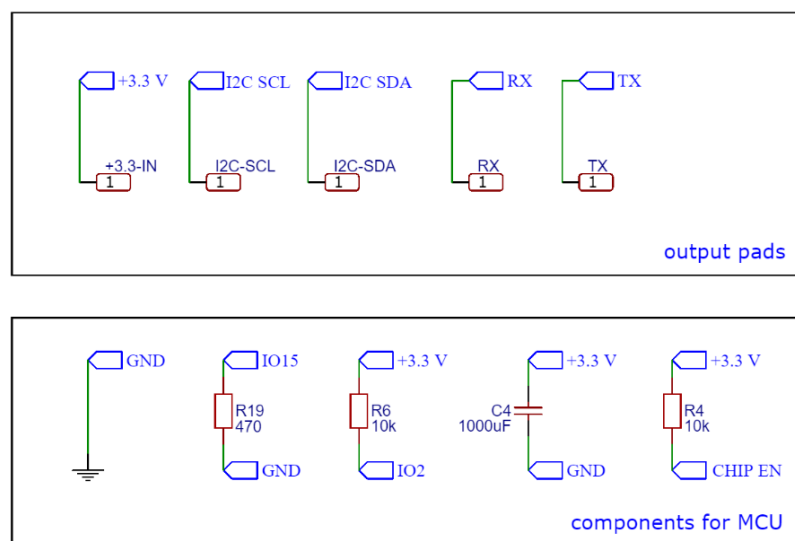 +3.3 V I2C SCL I2C SDA RX TX
+3.3-IN I2C-SCL I2C-SDA RX TX
1 1 1 1 1
output pads
GND IO15 +3.3 V +3.3 V +3.3 V
R19 R6 C4 R4
470 10k 1000uF 10k
GND IO2 GND CHIP EN
components for MCU